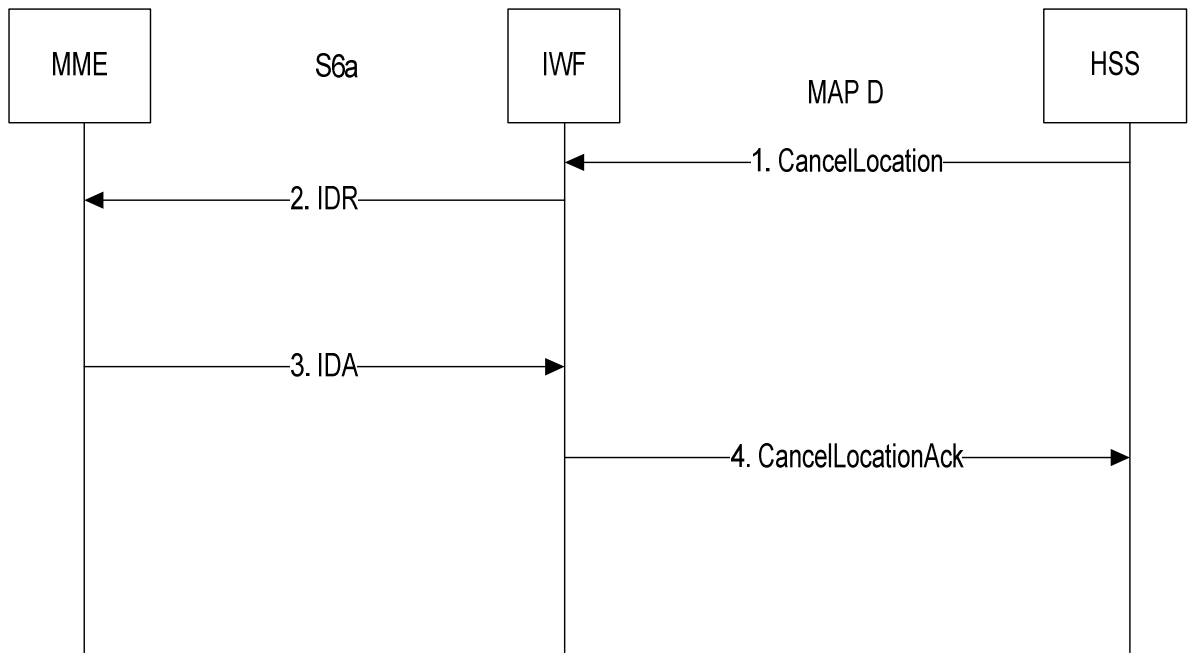 MME
S6a
IWF
MAP D
HSS
1. CancelLocation
2. IDR
3. IDA
4. CancelLocationAck